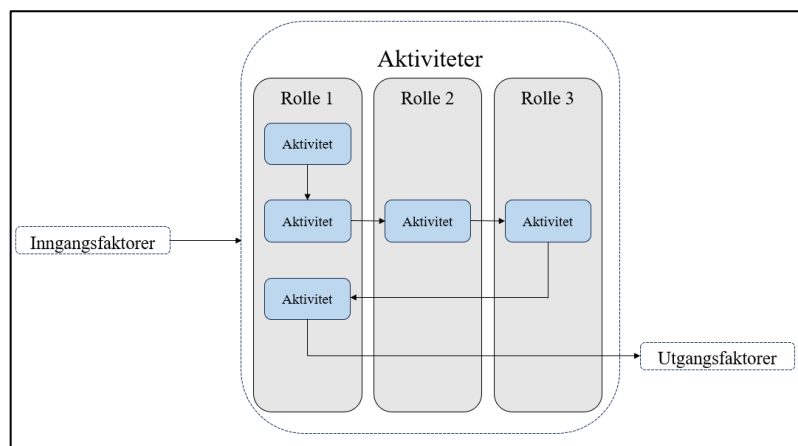 Aktiviteter
Rolle 1
Rolle 2
Rolle 3
Aktivitet
Aktivitet
Aktivitet
Aktivitet
Inngangsfaktorer
Aktivitet
Utgangsfaktorer